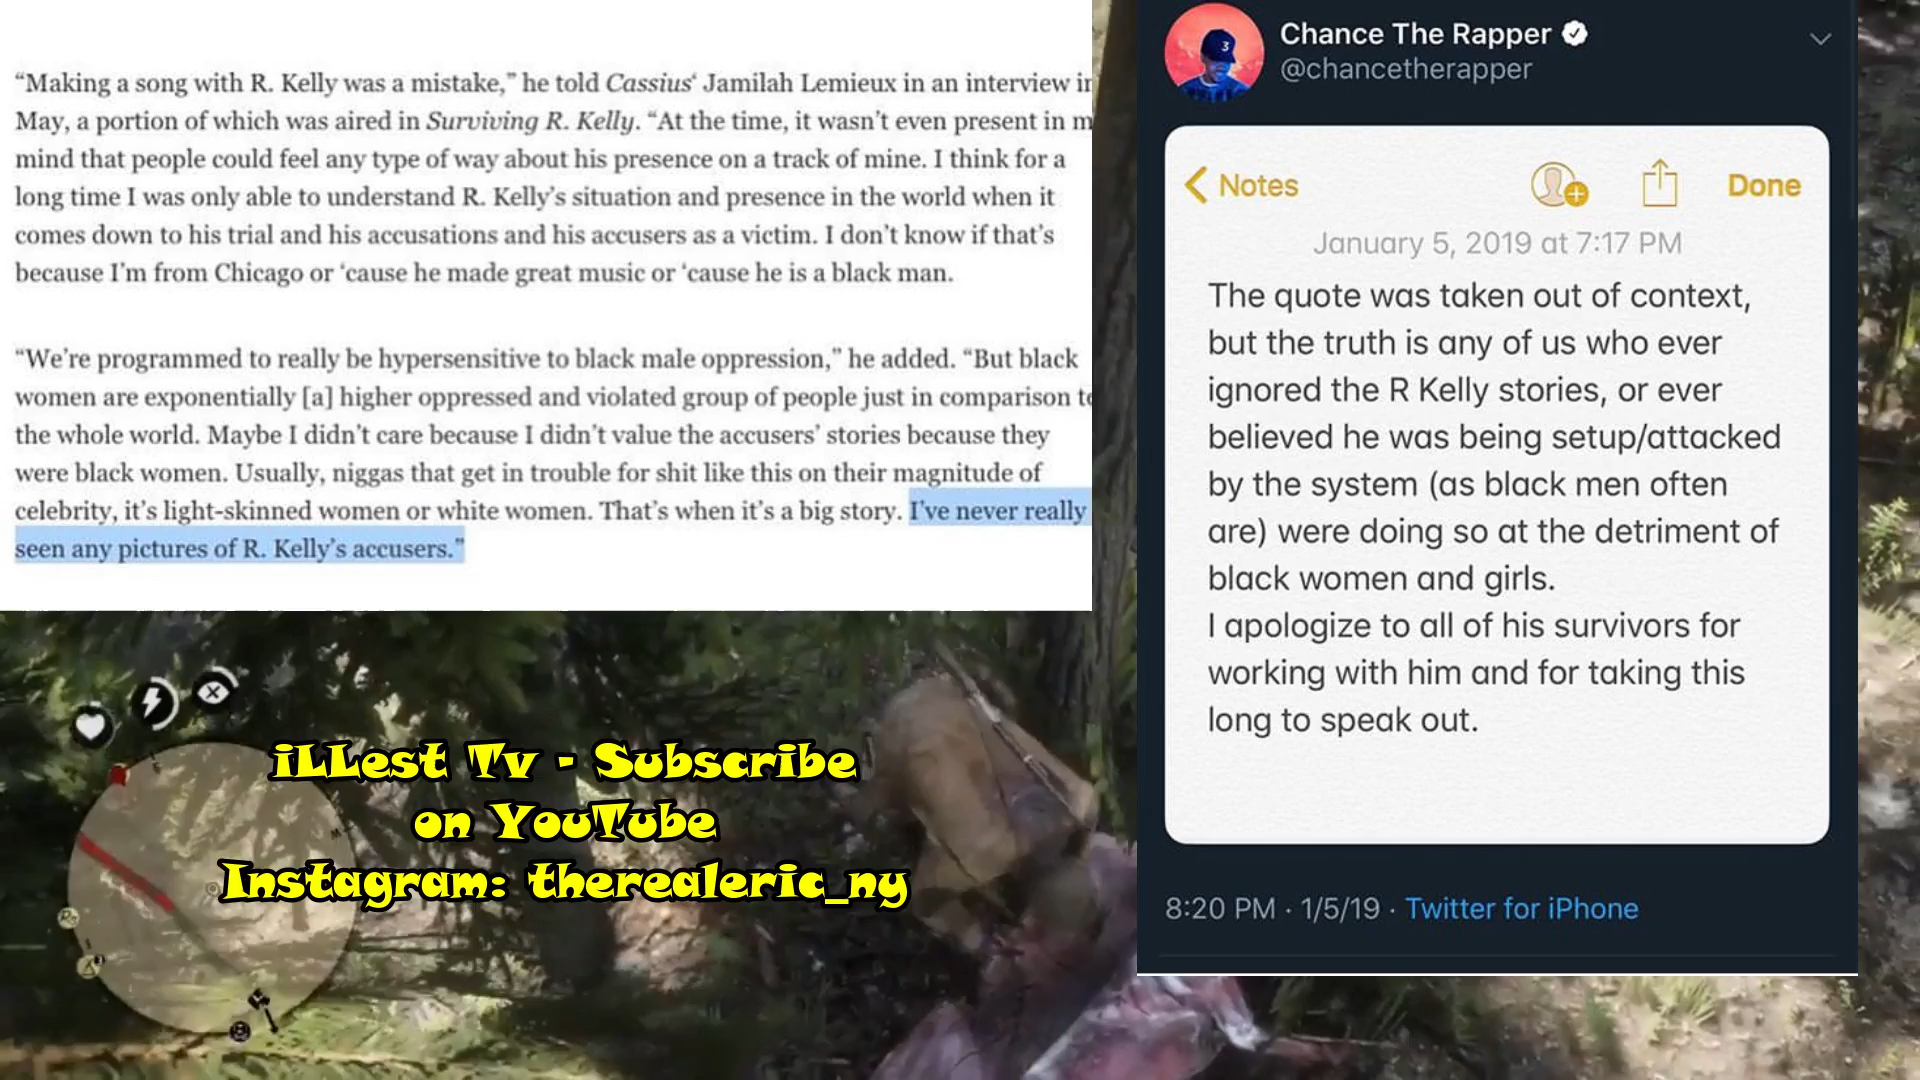 “Making a song with R. Kelly was a mistake,” he told Cassius‘ Jamilah Lemieux in an interview in
May, a portion of which was aired in Surviving R. Kelly. “At the time, it wasn’t even present in m
mind that people could feel any type of way about his presence on a track of mine. I think for a
long time I was only able to understand R. Kelly’s situation and presence in the world when it
comes down to his trial and his accusations and his accusers as a victim. I don’t know if that’s
because I’m from Chicago or ‘cause he made great music or ‘cause he is a black man.
“We’re programmed to really be hypersensitive to black male oppression,” he added. “But black
women are exponentially [a] higher oppressed and violated group of people just in comparison to
the whole world. Maybe I didn’t care because I didn’t value the accusers’ stories because they
were black women. Usually, niggas that get in trouble for shit like this on their magnitude of
celebrity, it’s light-skinned women or white women. That’s when it’s a big story. I’ve never really
seen any pictures of R. Kelly’s accusers.”
Chance The Rapper
@chancetherapper
3
Notes
Done
January 5, 2019 at 7:17 PM
The quote was taken out of context,
but the truth is any of us who ever
ignored the R Kelly stories, or ever
believed he was being setup/attacked
by the system (as black men often
are) were doing so at the detriment of
black women and girls.
I apologize to all of his survivors for
working with him and for taking this
long to speak out.
8:20 PM · 1/5/19 · Twitter for iPhone
iLLest Tv - Subscribe
on YouTube
Instagram: therealeric_ny